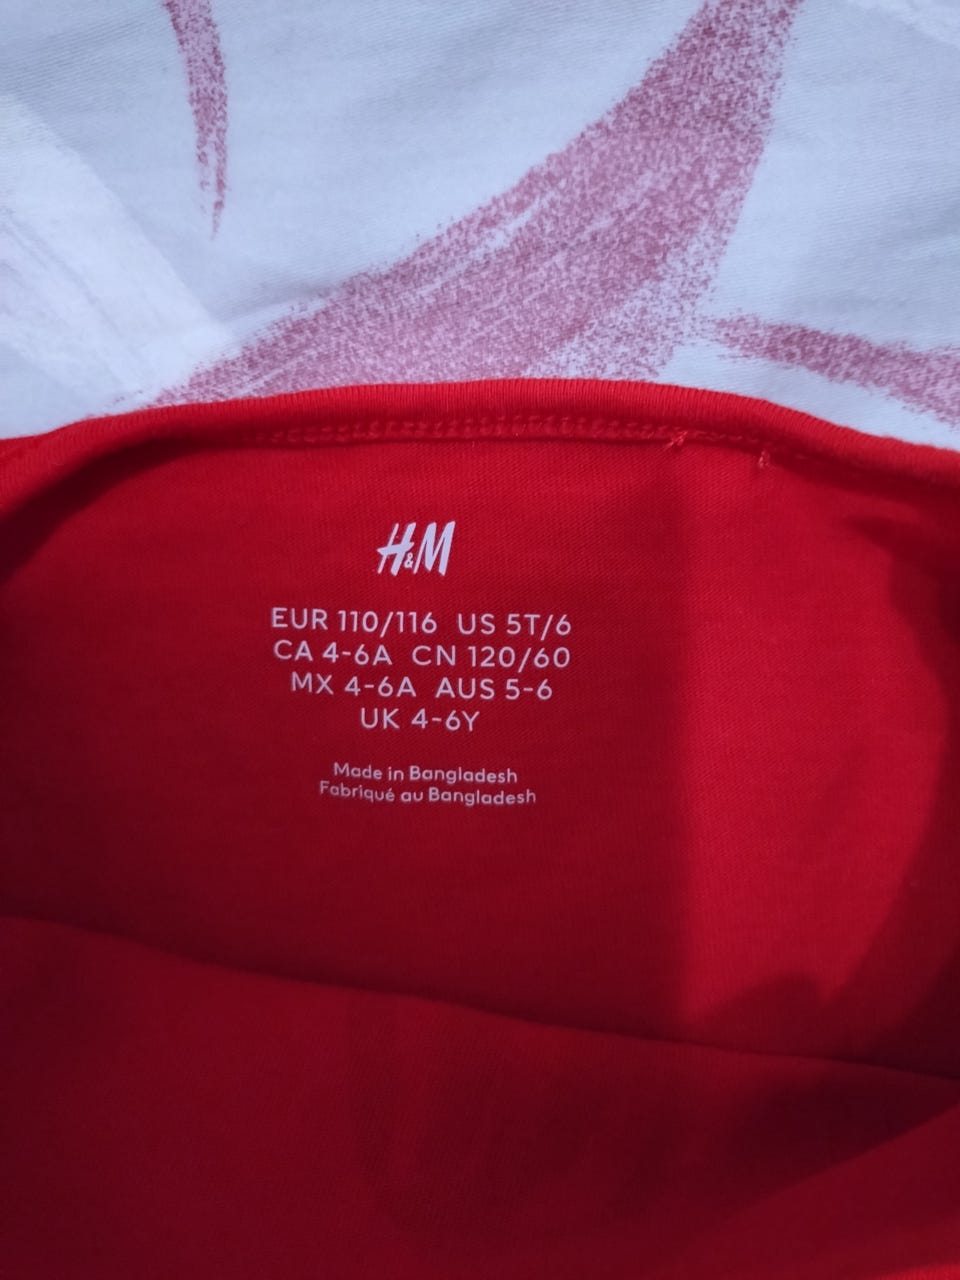 H&M
EUR 110/116 US 5T/6
CA 4-6A CN 120/60
MX 4-6A AUS 5-6
UK 4-6Y
Made in Bangladesh
Fabriqué au Bangladesh